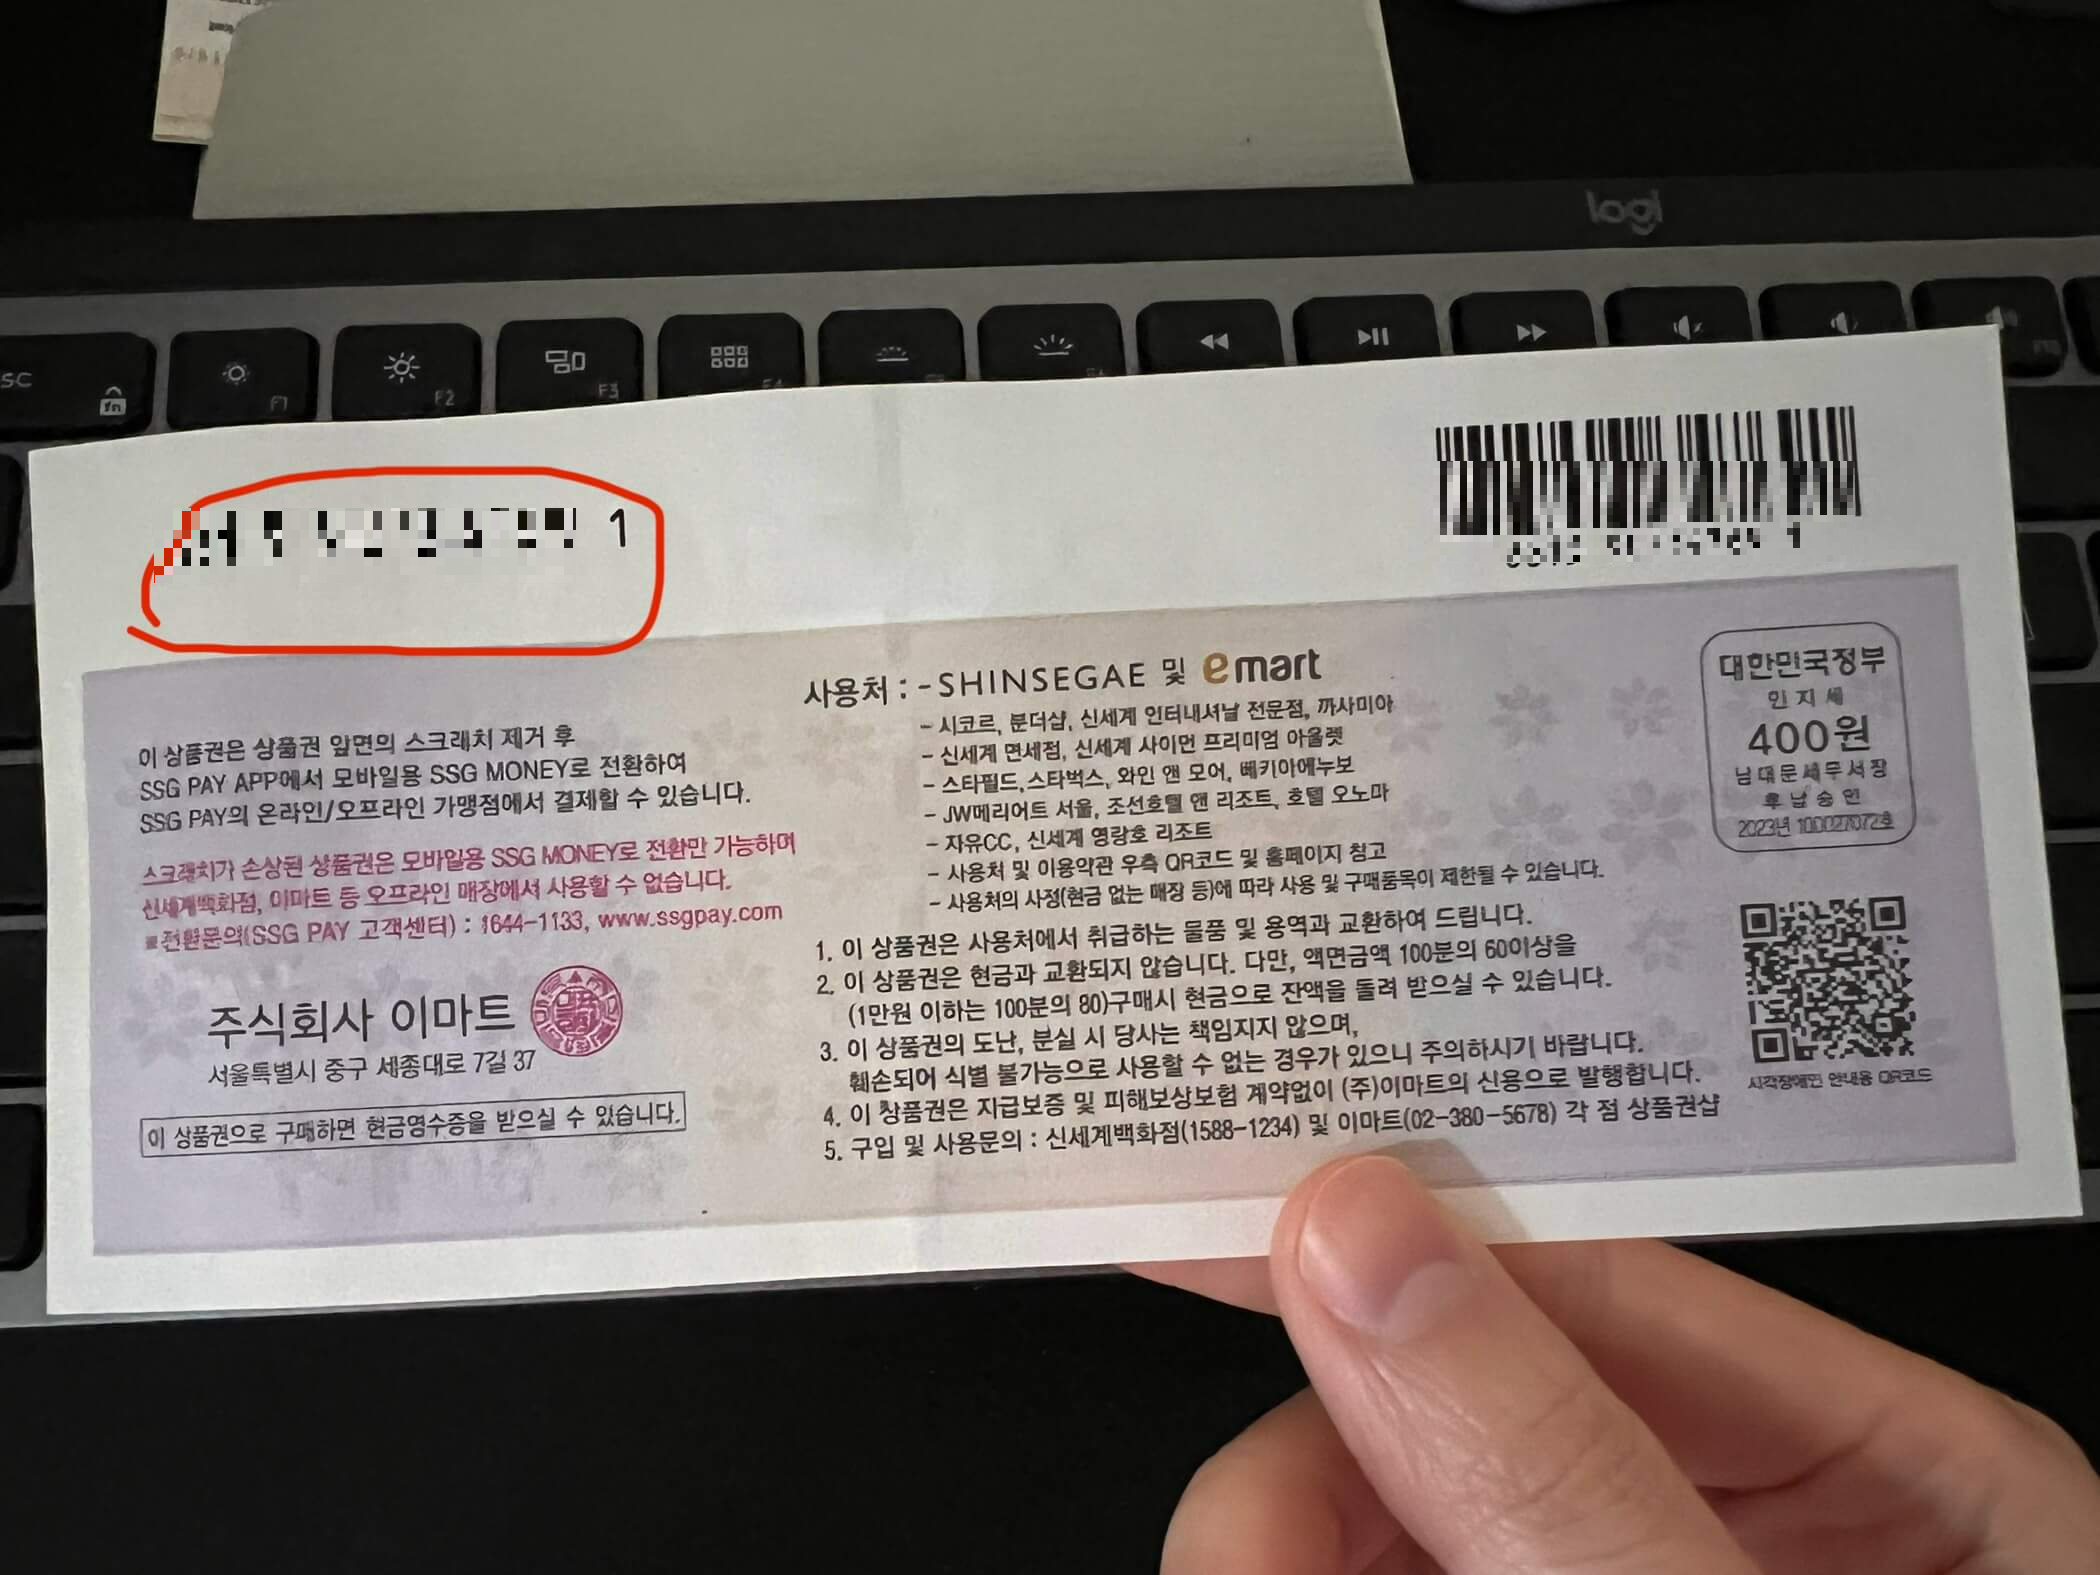 logi
SC
F1
F2
F3
1
사용처 : - SHINSEGAE 및 emart
- 시코르, 분더샵, 신세계 인터내셔날 전문점, 까사미아
- 신세계 면세점, 신세계 사이먼 프리미엄 아울렛
- 스타필드, 스타벅스, 와인 앤 모어, 메키아에누보
- JW메리어트 서울, 조선호텔 앤 리조트, 호텔 오노마
- 자유CC, 신세계 영랑호 리조트
- 사용처 및 이용약관 우측 QR코드 및 홈페이지 참고
- 사용처의 사정(현금 없는 매장 등)에 따라 사용 및 구매품목이 제한될 수 있습니다.
1. 이 상품권은 사용처에서 취급하는 물품 및 용역과 교환하여 드립니다.
2. 이 상품권은 현금과 교환되지 않습니다. 다만, 액면금액 100분의 60이상을
(1만원 이하는 100분의 80)구매시 현금으로 잔액을 돌려 받으실 수 있습니다.
3. 이 상품권의 도난, 분실 시 당사는 책임지지 않으며,
훼손되어 식별 불가능으로 사용할 수 없는 경우가 있으니 주의하시기 바랍니다.
4. 이 상품권은 지급보증 및 피해보상보험 계약없이 (주)이마트의 신용으로 발행합니다.
5. 구입 및 사용문의 : 신세계백화점(1588-1234) 및 이마트(02-380-5678) 각 점 상품권샵
이 상품권은 상품권 앞면의 스크래치 제거 후
SSG PAY APP에서 모바일용 SSG MONEY로 전환하여
SSG PAY의 온라인/오프라인 가맹점에서 결제할 수 있습니다.
스크래치가 손상된 상품권은 모바일용 SSG MONEY로 전환만 가능하며
신세계백화점, 이마트 등 오프라인 매장에서 사용할 수 없습니다.
※전환문의(SSG PAY 고객센터) : 1644-1133, www.ssgpay.com
주식회사 이마트
서울특별시 중구 세종대로 7길 37
이 상품권으로 구매하면 현금영수증을 받으실 수 있습니다.
대한민국정부
인지세
400원
남대문세무서장
후납승인
2023년 100027072호
시각장애인 안내용 QR코드